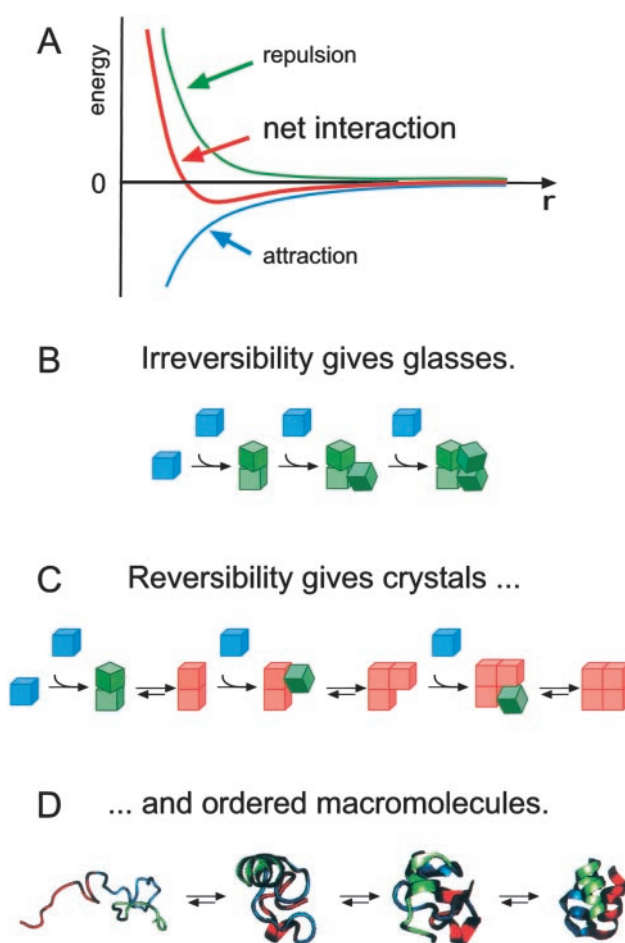 A
energy
repulsion
net interaction
0
r
attraction
B Irreversibility gives glasses.
C Reversibility gives crystals ...
D ... and ordered macromolecules.